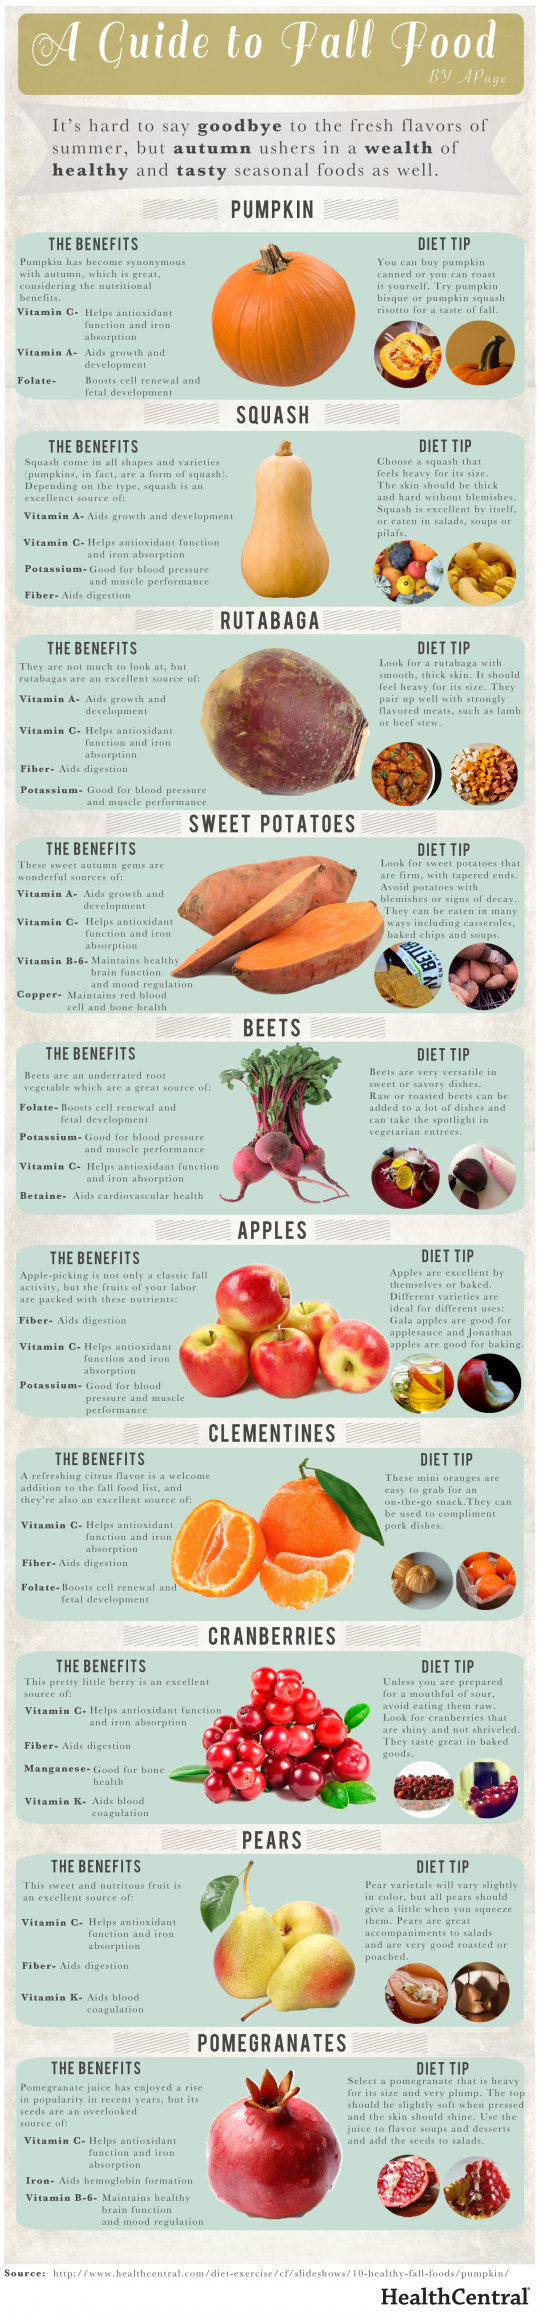 A Guide to Fall Food
BY APage
It's hard to say goodbye to the fresh flavors of
summer, but autumn ushers in a wealth of
healthy and tasty seasonal foods as well.
PUMPKIN
THE BENEFITS
Pumpkin has become synonymous
with autumn, which is great,
considering the nutritional
benefits.
Vitamin C- Helps antioxidant
function and iron
absorption
Vitamin A- Aids growth and
development
Folate- Boosts cell renewal and
fetal development
DIET TIP
You can buy pumpkin
canned or you can roast
it yourself. Try pumpkin
bisque or pumpkin squash
risotto for a taste of fall.
SQUASH
THE BENEFITS
Squash come in all shapes and varieties
(pumpkins, in fact, are a form of squash).
Depending on the type, squash is an
excellenct source of:
Vitamin A- Aids growth and development
Vitamin C- Helps antioxidant function
and iron absorption
Potassium- Good for blood pressure
and muscle performance
Fiber- Aids digestion
DIET TIP
Choose a squash that
feels heavy for its size.
The skin should be thick
and hard without blemishes.
Squash is excellent by itself,
or eaten in salads, soups or
pilafs.
RUTABAGA
THE BENEFITS
They are not much to look at, but
rutabagas are an excellent source of:
Vitamin A- Aids growth and
development
Vitamin C- Helps antioxidant
function and iron
absorption
Fiber- Aids digestion
Potassium- Good for blood pressure
and muscle performance
DIET TIP
Look for a rutabaga with
smooth, thick skin. It should
feel heavy for its size. They
pair up well with strongly
flavored meats, such as lamb
or beef stew.
SWEET POTATOES
THE BENEFITS
These sweet autumn gems are
wonderful sources of:
Vitamin A- Aids growth and
development
Vitamin C- Helps antioxidant
function and iron
absorption
Vitamin B-6- Maintains healthy
brain function
and mood regulation
Copper- Maintains red blood
cell and bone health
DIET TIP
Look for sweet potatoes that
are firm, with tapered ends.
Avoid potatoes with
blemishes or signs of decay.
They can be eaten in many
ways including casseroles,
baked chips and soups.
BEETS
THE BENEFITS
Beets are an underrated root
vegetable which are a great source of:
Folate- Boosts cell renewal and
fetal development
Potassium- Good for blood pressure
and muscle performance
Vitamin C- Helps antioxidant function
and iron absorption
Betaine- Aids cardiovascular health
DIET TIP
Beets are very versatile in
sweet or savory dishes.
Raw or roasted beets can be
added to a lot of dishes and
can take the spotlight in
vegetarian entrees.
APPLES
THE BENEFITS
Apple-picking is not only a classic fall
activity, but the fruits of your labor
are packed with these nutrients:
Fiber- Aids digestion
Vitamin C- Helps antioxidant
function and iron
absorption
Potassium- Good for blood
pressure and muscle
performance
DIET TIP
Apples are excellent by
themselves or baked.
Different varieties are
ideal for different uses:
Gala apples are good for
applesauce and Jonathan
apples are good for baking.
CLEMENTINES
THE BENEFITS
A refreshing citrus flavor is a welcome
addition to the fall food list, and
they're also an excellent source of:
Vitamin C- Helps antioxidant
function and iron
absorption
Fiber- Aids digestion
Folate- Boosts cell renewal and
fetal development
DIET TIP
These mini oranges are
easy to grab for an
on-the-go snack.They can
be used to compliment
pork dishes.
CRANBERRIES
THE BENEFITS
This pretty little berry is an excellent
source of:
Vitamin C- Helps antioxidant function
and iron absorption
Fiber- Aids digestion
Manganese- Good for bone
health
Vitamin K- Aids blood
coagulation
DIET TIP
Unless you are prepared
for a mouthful of sour,
avoid eating them raw.
Look for cranberries that
are shiny and not shriveled.
They taste great in baked
goods.
PEARS
THE BENEFITS
This sweet and nutritous fruit is
an excellent source of:
Vitamin C- Helps antioxidant
function and iron
absorption
Fiber- Aids digestion
Vitamin K- Aids blood
coagulation
DIET TIP
Pear varietals will vary slightly
in color, but all pears should
give a little when you squeeze
them. Pears are great
accompaniments to salads
and are very good roasted or
poached.
POMEGRANATES
THE BENEFITS
Pomegranate juice has enjoyed a rise
in popularity in recent years, but its
seeds are an overlooked
source of:
Vitamin C- Helps antioxidant
function and iron
absorption
Iron- Aids hemoglobin formation
Vitamin B-6- Maintains healthy
brain function
and mood regulation
DIET TIP
Select a pomegranate that is heavy
for its size and very plump. The top
should be slightly soft when pressed
and the skin should shine. Use the
juice to flavor soups and desserts
and add the seeds to salads.
Source: http://www.healthcentral.com/diet-exercise/cf/slideshows/10-healthy-fall-foods/pumpkin/
HealthCentral